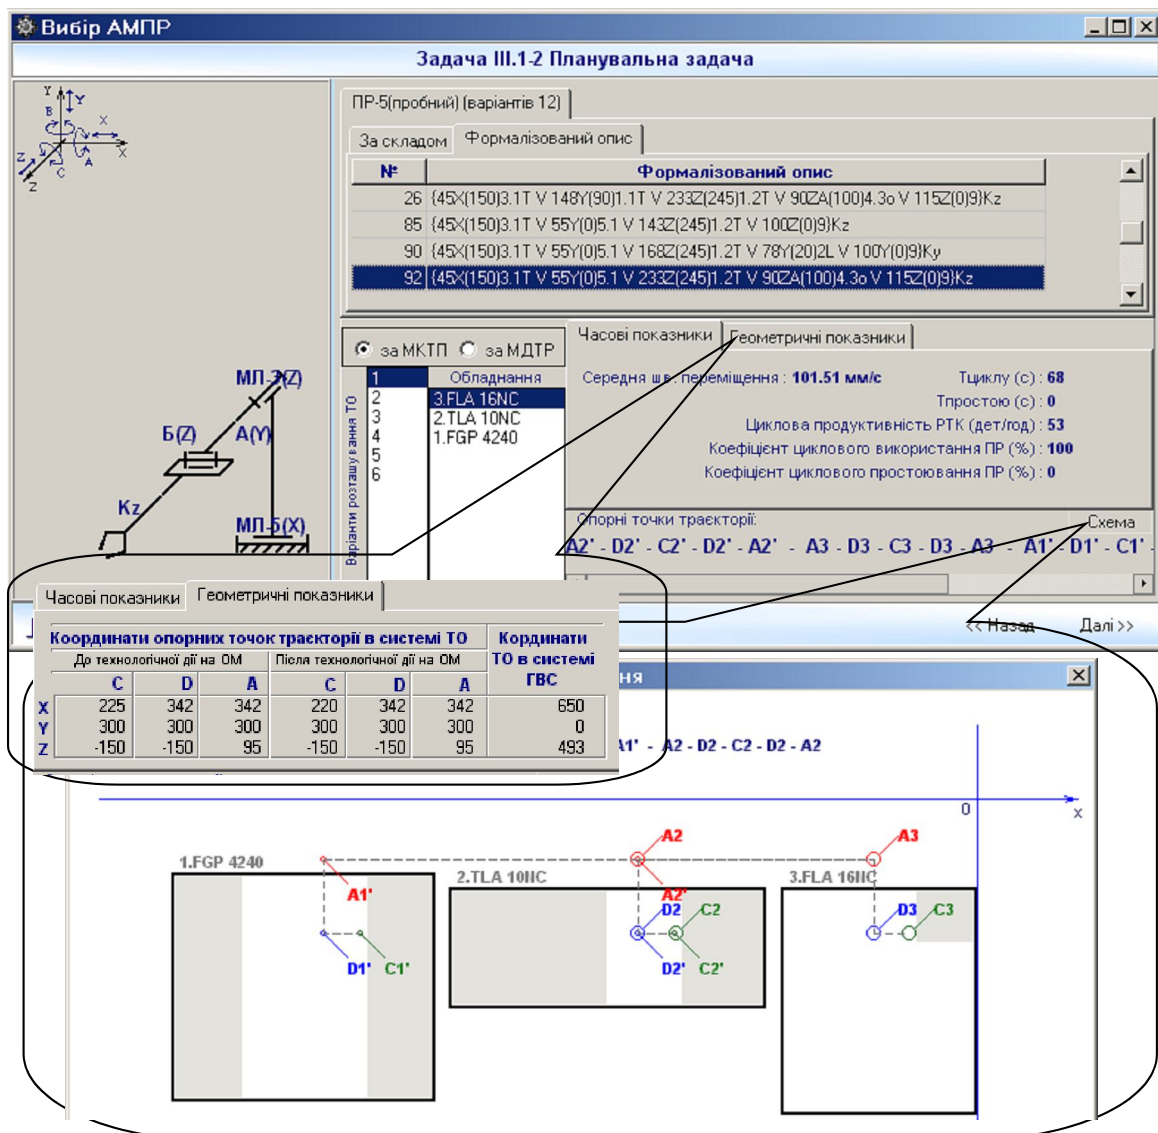 Вибір АМПР
Задача III.1-2 Планувальна задача
Y
Y
B
X
X
A
Z
C
Z
МЛ-3(Z)
Б(Z)
А(Y)
Kz
МЛ-5(X)
ПР-5(пробний) (варіантів 12)
За складом Формалізований опис
№ Формалізований опис
26 {45X(150)3.1T V 148Y(90)1.1T V 233Z(245)1.2T V 90ZA(100)4.3o V 115Z(0)9}Kz
85 {45X(150)3.1T V 55Y(0)5.1 V 143Z(245)1.2T V 100Z(0)9}Kz
90 {45X(150)3.1T V 55Y(0)5.1 V 168Z(245)1.2T V 78Y(20)2L V 100Y(0)9}Ky
92 {45X(150)3.1T V 55Y(0)5.1 V 233Z(245)1.2T V 90ZA(100)4.3o V 115Z(0)9}Kz
за МКТП за МДТР
Варіанти розташування ТО
1 Обладнання
2 3.FLA 16NC
3 2.TLA 10NC
4 1.FGP 4240
5
6
Часові показники Геометричні показники
Середня шв. переміщення : 101.51 мм/с Тциклу (с) : 68
Тпростою (с) : 0
Циклова продуктивність РТК (дет/год) : 53
Коефіцієнт циклового використання ПР (%) : 100
Коефіцієнт циклового простоювання ПР (%) : 0
Опорні точки траєкторії: Схема
A2' - D2' - C2' - D2' - A2' - A3 - D3 - C3 - D3 - A3 - A1' - D1' - C1' -
<< Назад Далі >>
Часові показники Геометричні показники
Координати опорних точок траєкторії в системі ТО Кординати ТО в системі ГВС
До технологічної дії на ОМ Після технологічної дії на ОМ
C D A C D A
X 225 342 342 220 342 342 650
Y 300 300 300 300 300 300 0
Z -150 -150 95 -150 -150 95 493
ня
A1' - A2 - D2 - C2 - D2 - A2
0
x
A2 A3
1.FGP 4240 2.TLA 10NC 3.FLA 16NC
A1' A2'
D2 C2 D3 C3
D1' C1' D2' C2'